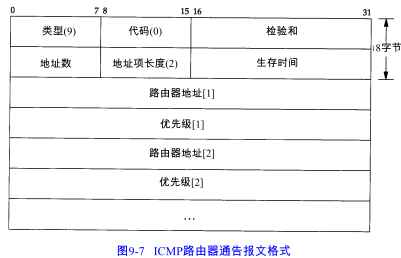 0 7 8 15 16 31
类型(9) 代码(0) 检验和
8字节
地址数 地址项长度(2) 生存时间
路由器地址[1]
优先级[1]
路由器地址[2]
优先级[2]
…
图9-7 ICMP路由器通告报文格式